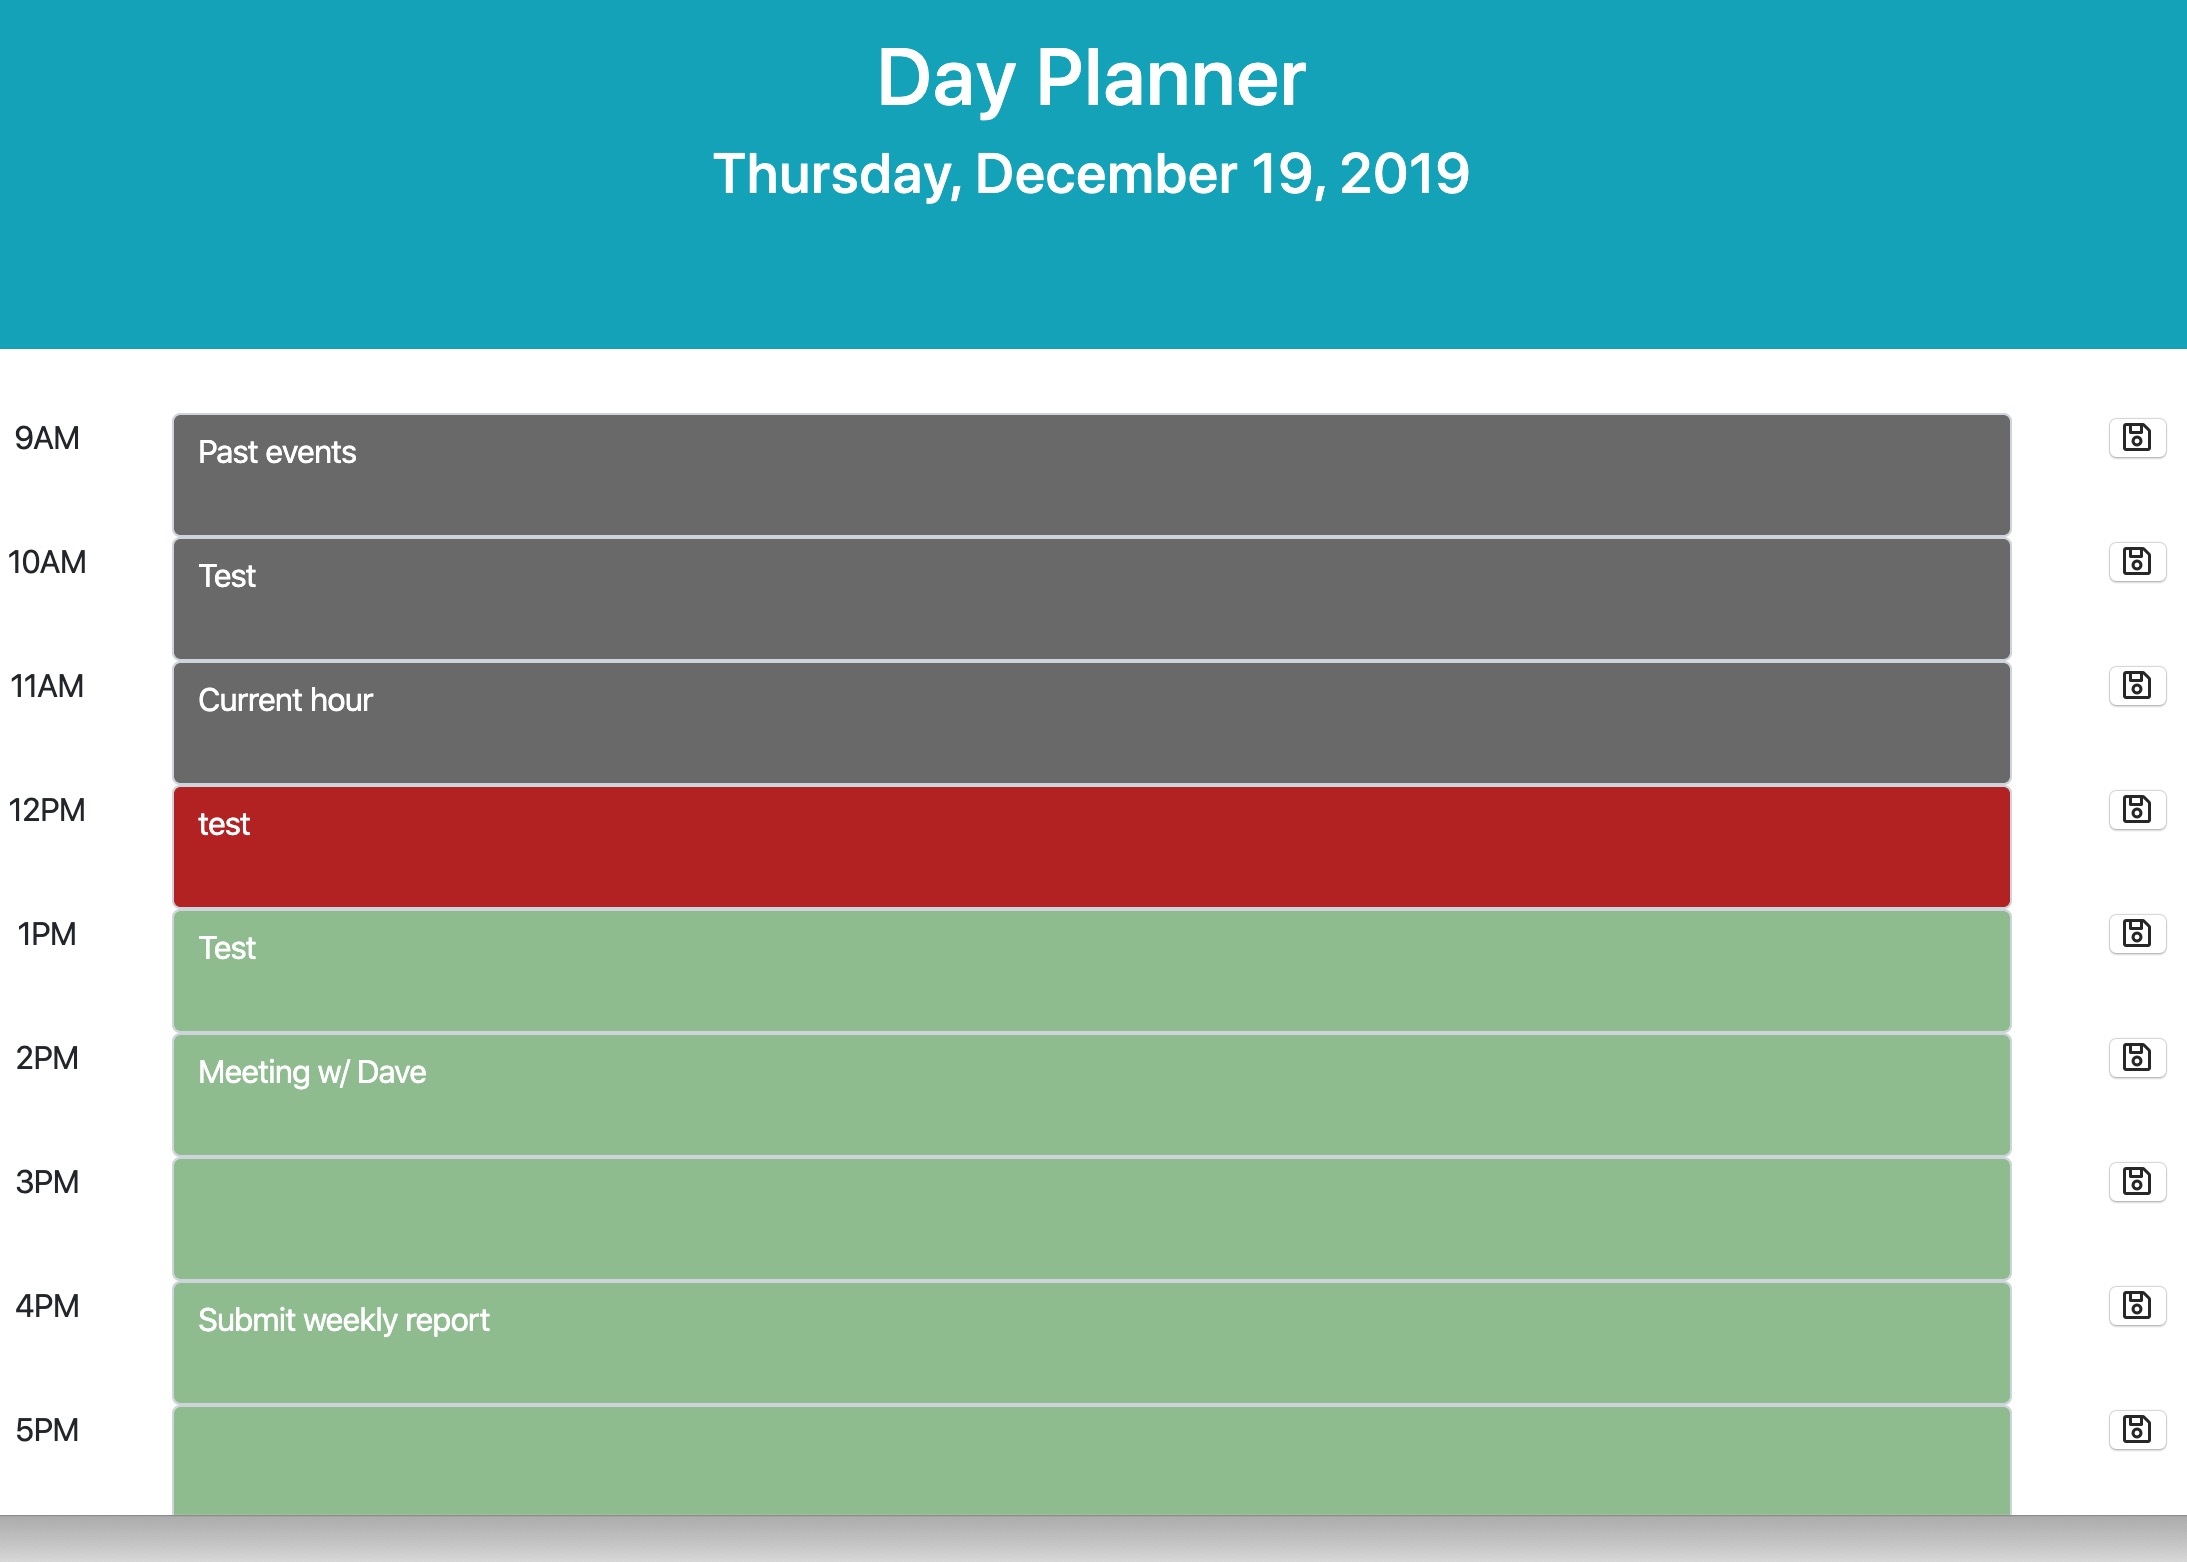 Day Planner
Thursday, December 19, 2019
9AM Past events
10AM Test
11AM Current hour
12PM test
1PM Test
2PM Meeting w/ Dave
3PM
4PM Submit weekly report
5PM